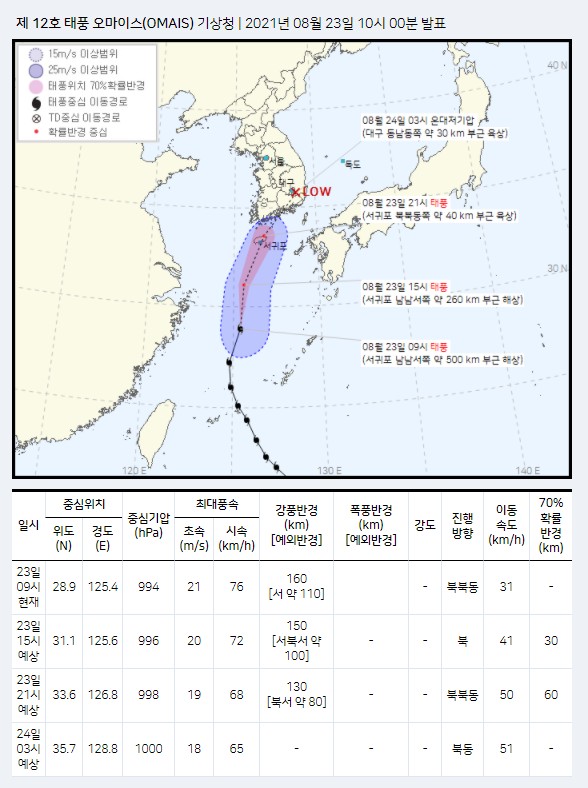 제 12호 태풍 오마이스(OMAIS) 기상청 | 2021년 08월 23일 10시 00분 발표
15m/s 이상범위
25m/s 이상범위
태풍위치 70%확률반경
태풍중심 이동경로
TD중심 이동경로
확률반경 중심
40 N
08월 24일 03시 온대저기압
(대구 동남동쪽 약 30 km 부근 육상)
서울
독도
대구
LOW
08월 23일 21시 태풍
(서귀포 북북동쪽 약 40 km 부근 육상)
서귀포
30 N
08월 23일 15시 태풍
(서귀포 남남서쪽 약 260 km 부근 해상)
08월 23일 09시 태풍
(서귀포 남남서쪽 약 500 km 부근 해상)
120 E 130 E 140 E
일시 중심위치 중심기압 (hPa) 최대풍속 강풍반경 (km) [예외반경] 폭풍반경 (km) [예외반경] 강도 진행 방향 이동 속도 (km/h) 70% 확률 반경 (km)
위도 (N) 경도 (E) 초속 (m/s) 시속 (km/h)
23일 09시 현재 28.9 125.4 994 21 76 160 [서 약 110] - 북북동 31 -
23일 15시 예상 31.1 125.6 996 20 72 150 [서북서 약 100] - - 북 41 30
23일 21시 예상 33.6 126.8 998 19 68 130 [북서 약 80] - - 북북동 50 60
24일 03시 예상 35.7 128.8 1000 18 65 - - - 북동 51 -